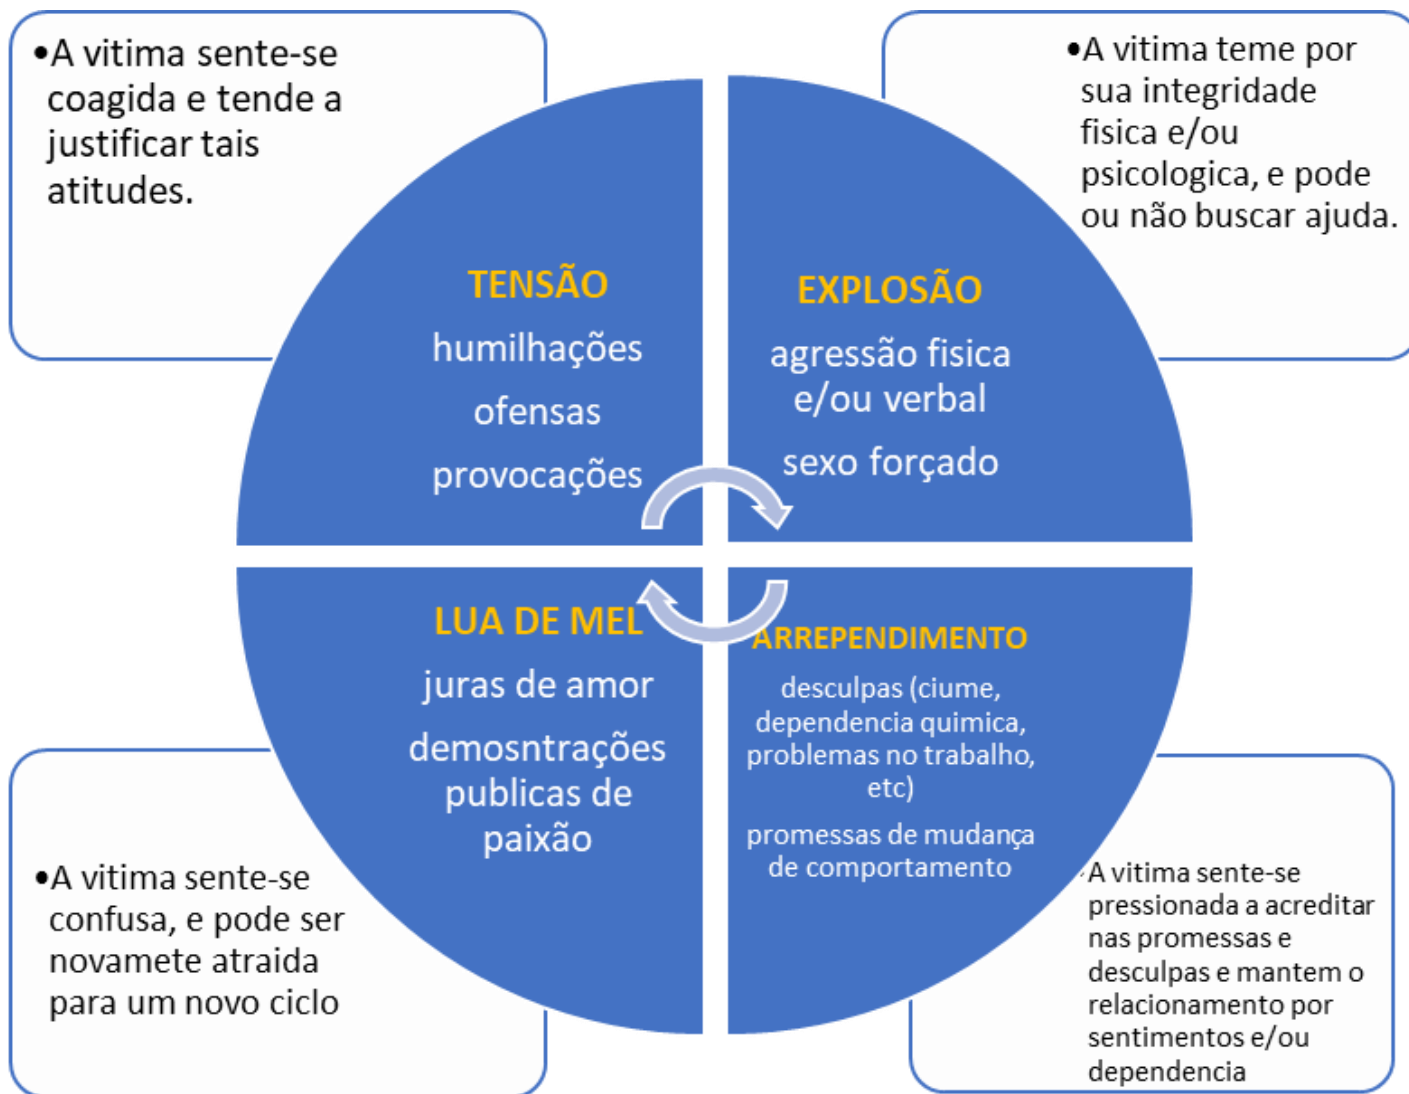 •A vitima sente-se
coagida e tende a
justificar tais
atitudes.
•A vitima teme por
sua integridade
fisica e/ou
psicologica, e pode
ou não buscar ajuda.
TENSÃO
humilhações
ofensas
provocações
EXPLOSÃO
agressão fisica
e/ou verbal
sexo forçado
LUA DE MEL
juras de amor
demosntrações
publicas de
paixão
ARREPENDIMENTO
desculpas (ciume,
dependencia quimica,
problemas no trabalho,
etc)
promessas de mudança
de comportamento
•A vitima sente-se
confusa, e pode ser
novamete atraida
para um novo ciclo
A vitima sente-se
pressionada a acreditar
nas promessas e
desculpas e mantem o
relacionamento por
sentimentos e/ou
dependencia